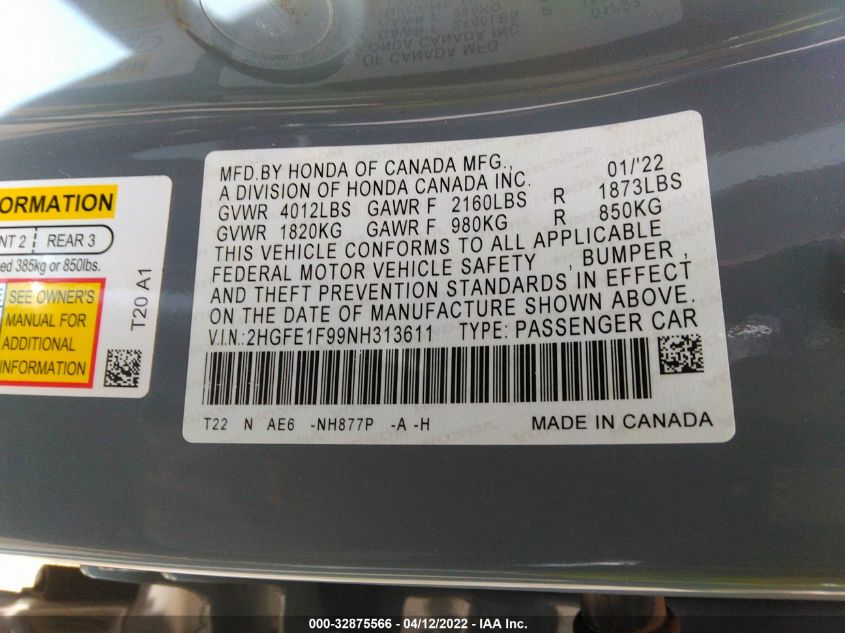 MFD.BY HONDA OF CANADA MFG., 01/'22
A DIVISION OF HONDA CANADA INC.
GVWR 4012LBS GAWR F 2160LBS R 1873LBS
GVWR 1820KG GAWR F 980KG R 850KG
THIS VEHICLE CONFORMS TO ALL APPLICABLE
FEDERAL MOTOR VEHICLE SAFETY , BUMPER ,
AND THEFT PREVENTION STANDARDS IN EFFECT
ON THE DATE OF MANUFACTURE SHOWN ABOVE.
V.I.N.:2HGFE1F99NH313611 TYPE: PASSENGER CAR
T22 N AE6 -NH877P -A -H MADE IN CANADA
REAR 3
385kg or 850lbs.
SEE OWNER'S
MANUAL FOR
ADDITIONAL
INFORMATION
T20 A1
000-32875566 - 04/12/2022 - IAA Inc.